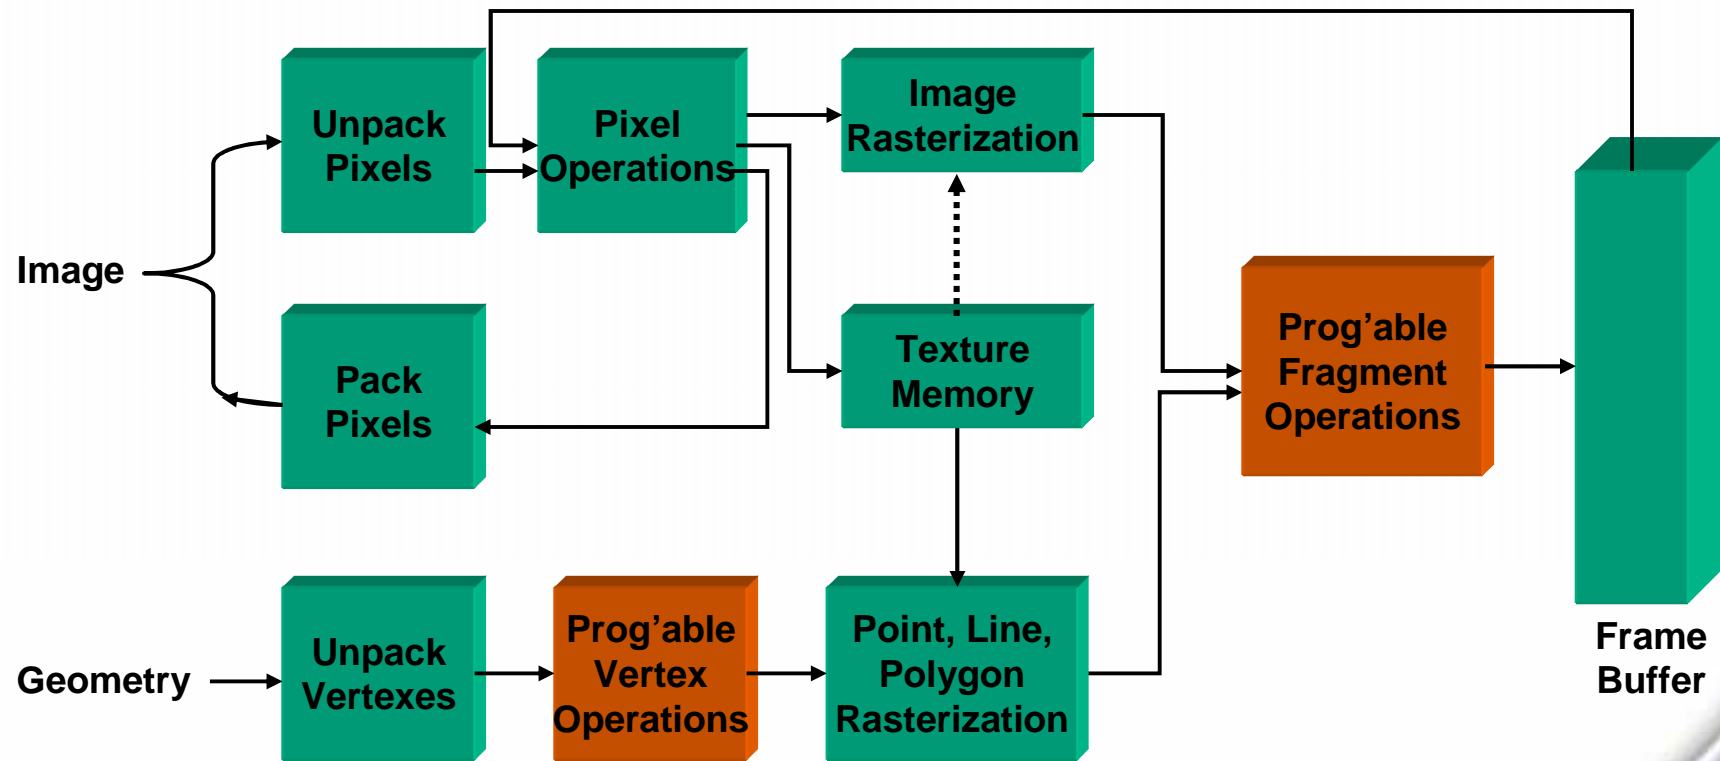 Unpack
Pixels
Pixel
Operations
Image
Rasterization
Image
Pack
Pixels
Texture
Memory
Prog’able
Fragment
Operations
Geometry
Unpack
Vertexes
Prog’able
Vertex
Operations
Point, Line,
Polygon
Rasterization
Frame
Buffer